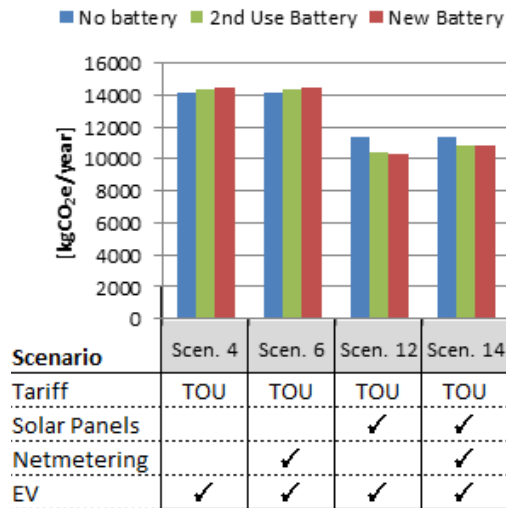 No battery 2nd Use Battery New Battery
16000
14000
12000
10000
8000
6000
4000
2000
0
[kgCO₂e/year]
Scenario Scen. 4 Scen. 6 Scen. 12 Scen. 14
Tariff TOU TOU TOU TOU
Solar Panels ✓ ✓
Netmetering ✓ ✓
EV ✓ ✓ ✓ ✓